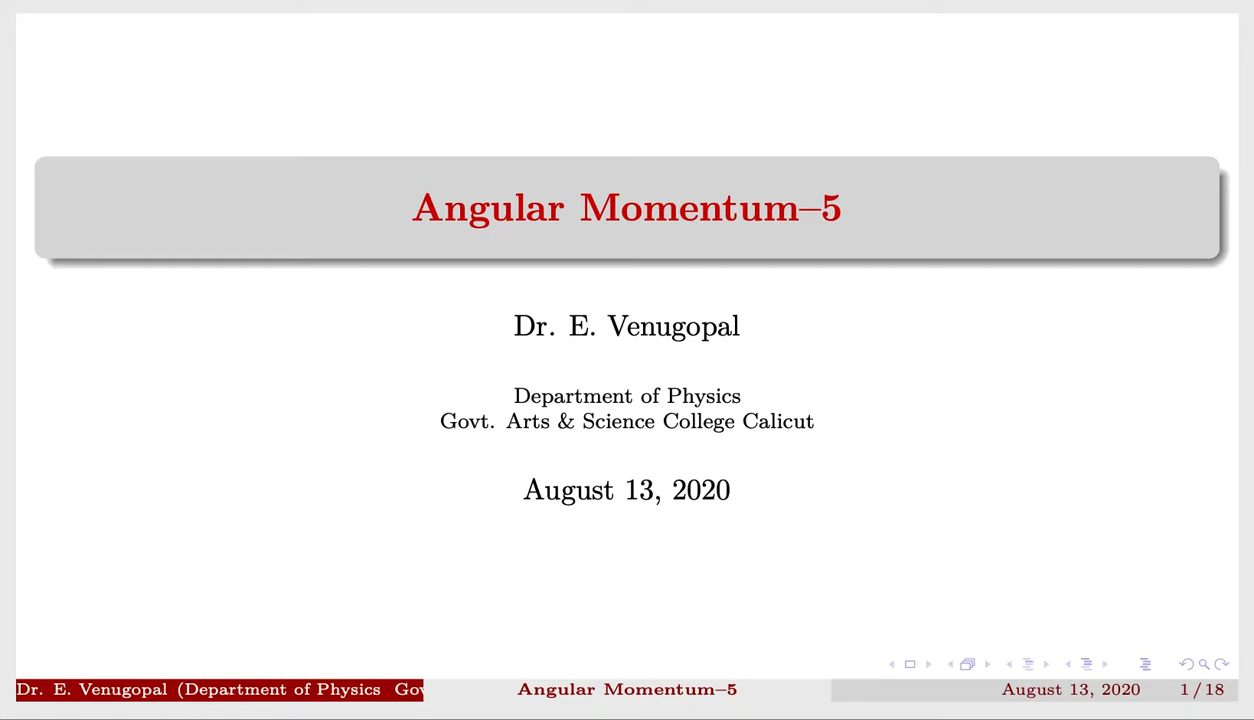 Angular Momentum–5
Dr. E. Venugopal
Department of Physics
Govt. Arts & Science College Calicut
August 13, 2020
Dr. E. Venugopal (Department of Physics Gov
Angular Momentum–5
August 13, 2020
1 / 18